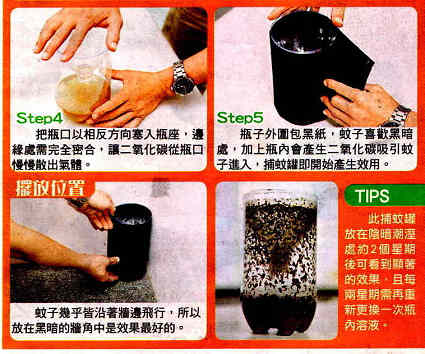 Step4
把瓶口以相反方向塞入瓶座，邊
緣處需完全密合，讓二氧化碳從瓶口
慢慢散出氣體。
Step5
瓶子外圍包黑紙，蚊子喜歡黑暗
處，加上瓶內會產生二氧化碳吸引蚊
子進入，捕蚊罐即開始產生效用。
擺放位置
蚊子幾乎皆沿著牆邊飛行，所以
放在黑暗的牆角中是效果最好的。
TIPS
此捕蚊罐
放在陰暗潮溼
處約2個星期
後可看到顯著
的效果，且每
兩星期需再重
新更換一次瓶
內溶液。